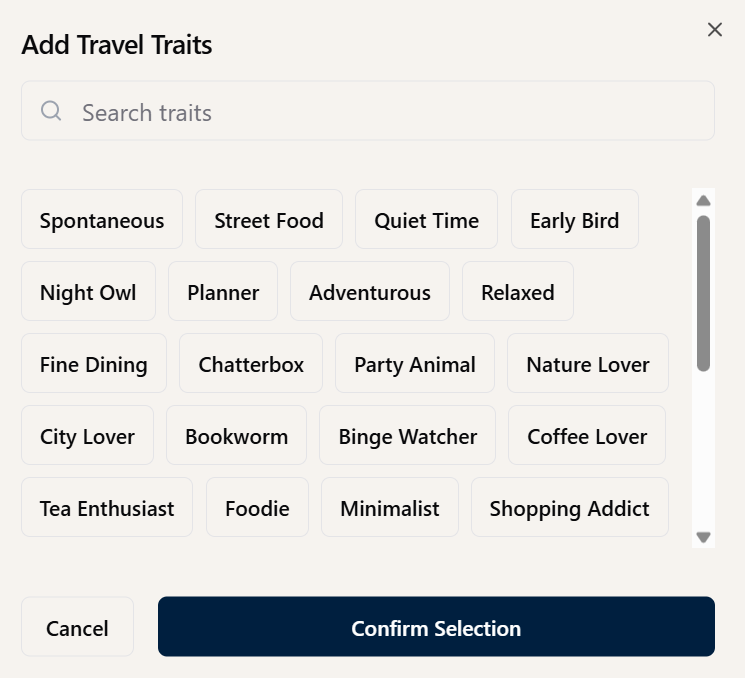 Add Travel Traits
Search traits
Spontaneous Street Food Quiet Time Early Bird
Night Owl Planner Adventurous Relaxed
Fine Dining Chatterbox Party Animal Nature Lover
City Lover Bookworm Binge Watcher Coffee Lover
Tea Enthusiast Foodie Minimalist Shopping Addict
Cancel Confirm Selection